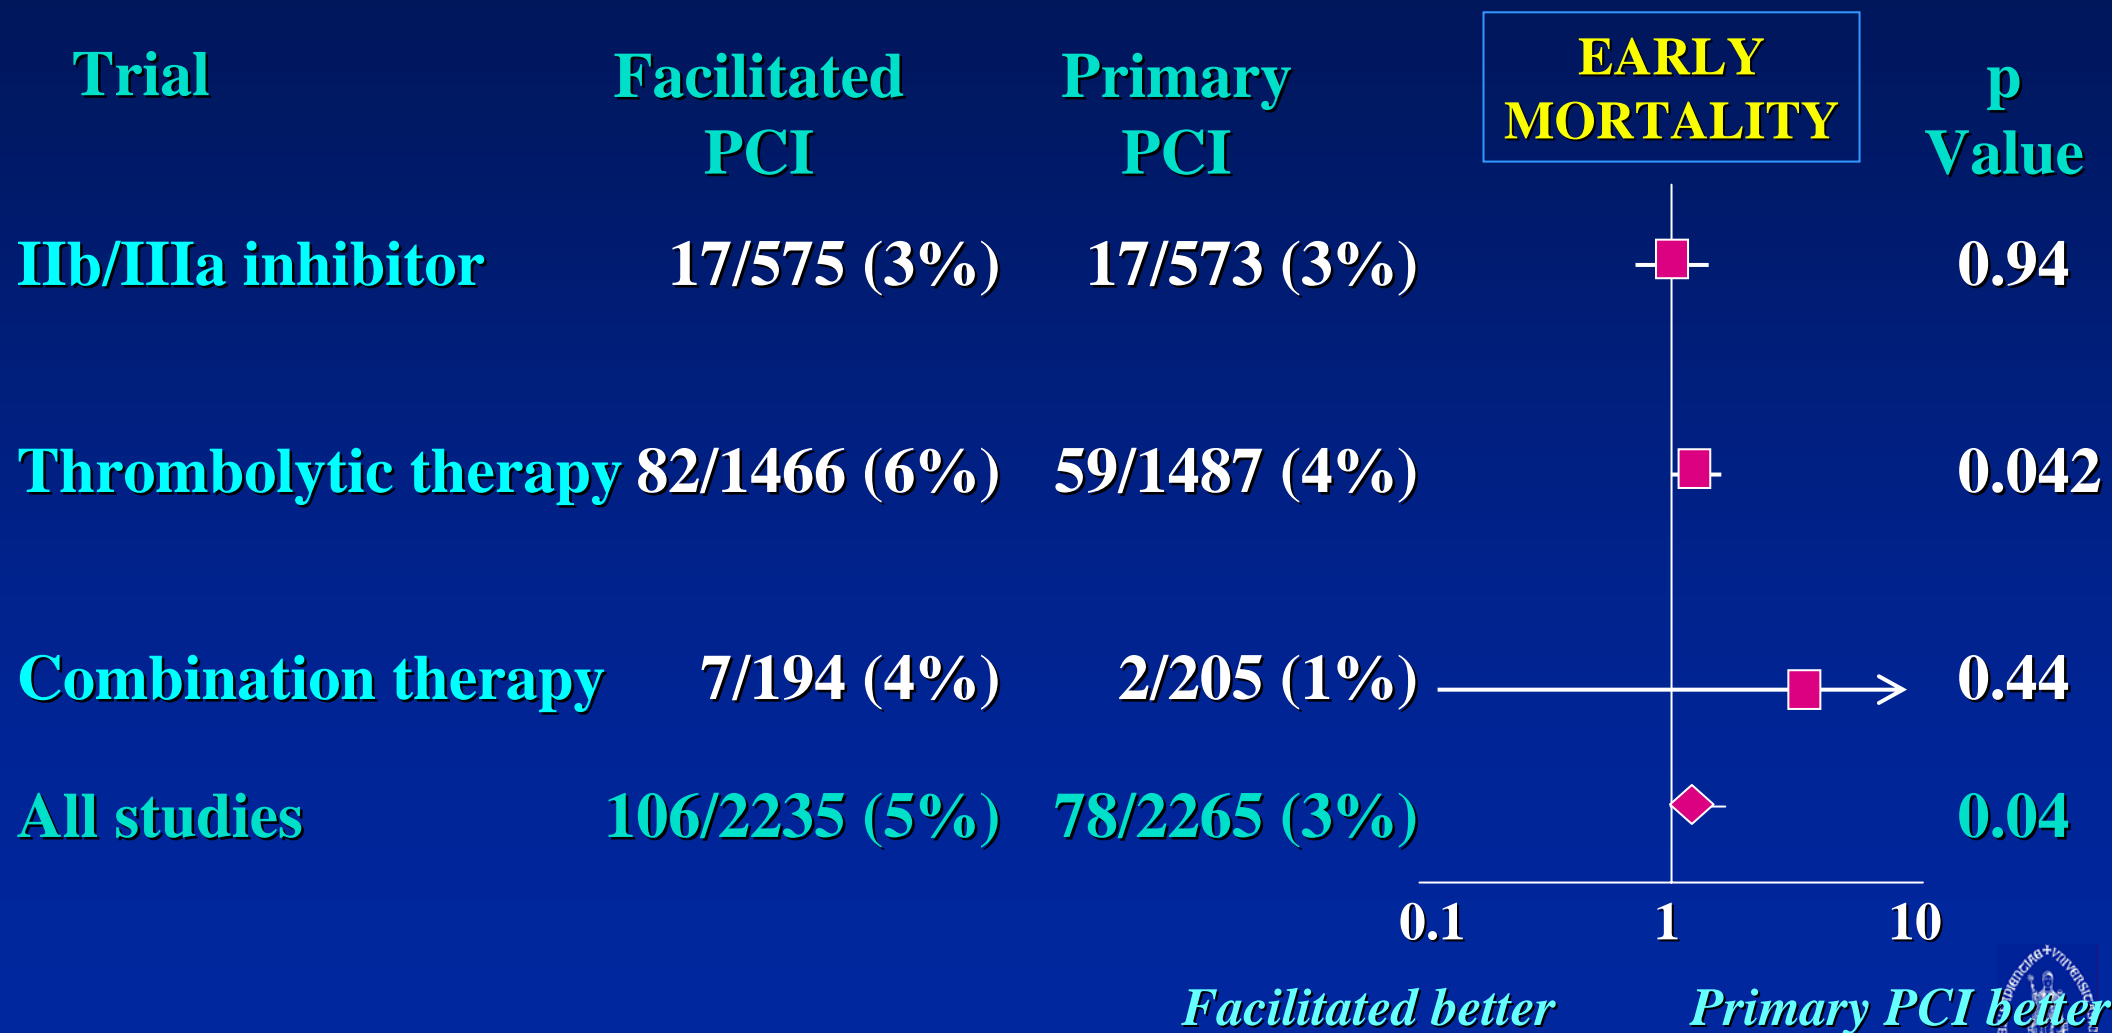 Trial Facilitated PCI Primary PCI EARLY MORTALITY p Value
IIb/IIIa inhibitor 17/575 (3%) 17/573 (3%) 0.94
Thrombolytic therapy 82/1466 (6%) 59/1487 (4%) 0.042
Combination therapy 7/194 (4%) 2/205 (1%) 0.44
All studies 106/2235 (5%) 78/2265 (3%) 0.04
0.1 1 10
Facilitated better Primary PCI better